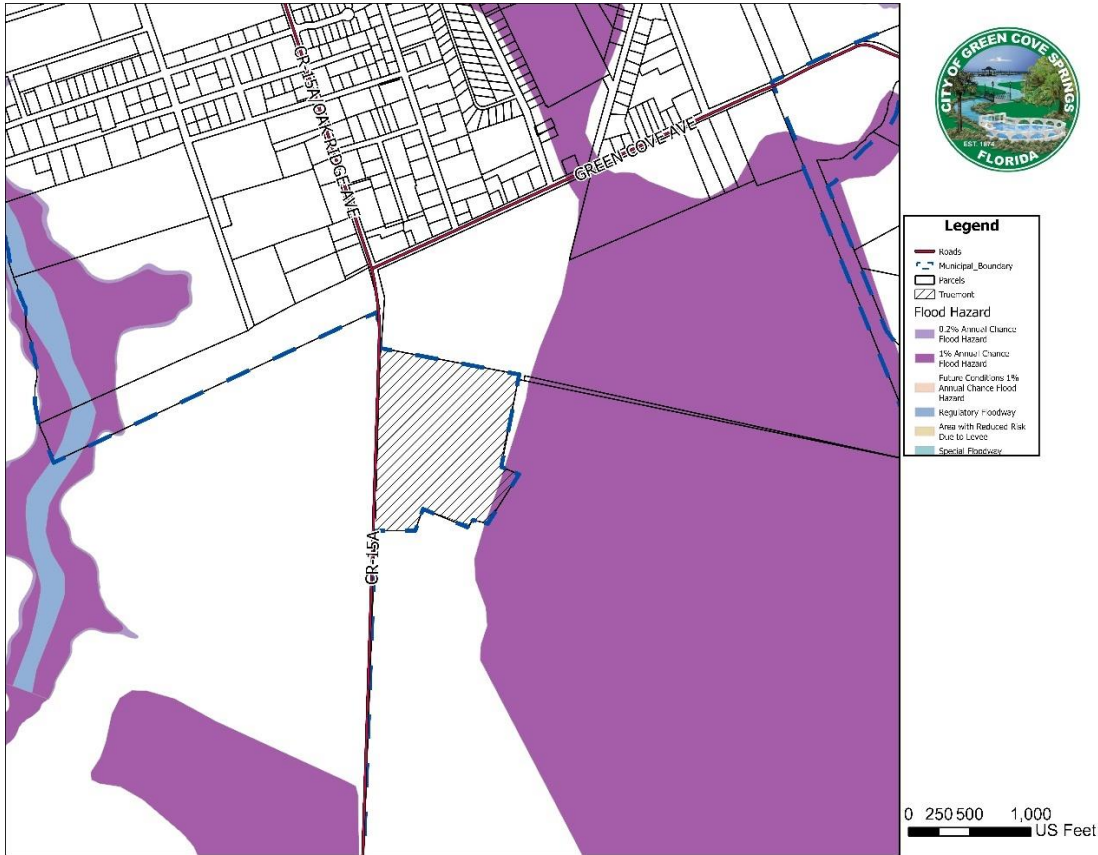 CITY OF GREEN COVE SPRINGS
EST. 1874
FLORIDA
CR-15A OAKRIDGE AVE
GREEN COVE AVE
CR-15A
Legend
Roads
Municipal_Boundary
Parcels
Truemont
Flood Hazard
0.2% Annual Chance
Flood Hazard
1% Annual Chance
Flood Hazard
Future Conditions 1%
Annual Chance Flood
Hazard
Regulatory Floodway
Area with Reduced Risk
Due to Levee
Special Floodway
0 250 500 1,000
US Feet